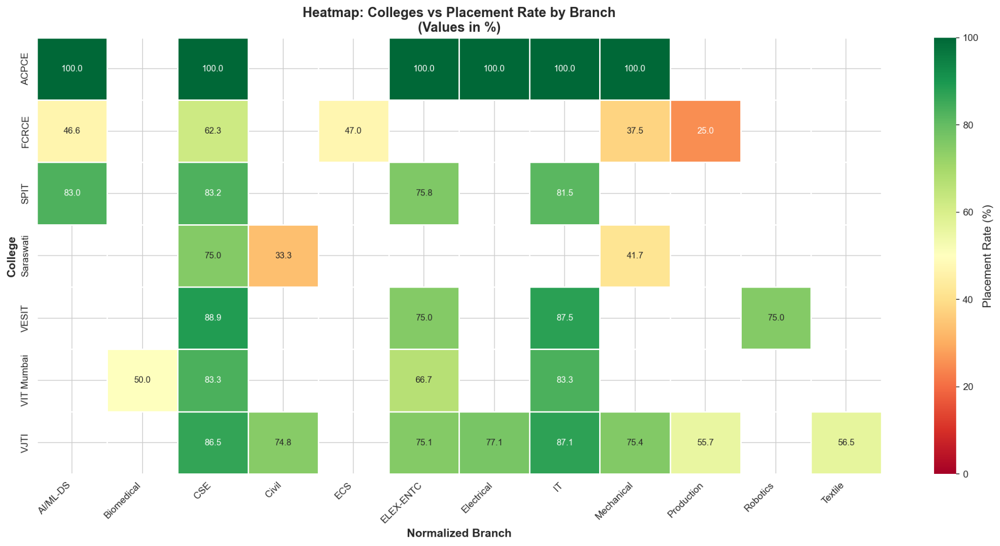 Heatmap: Colleges vs Placement Rate by Branch
(Values in %)
College
ACPCE
100.0 100.0 100.0 100.0 100.0 100.0
FCRCE
46.6 62.3 47.0 37.5 25.0
SPIT
83.0 83.2 75.8 81.5
Saraswati
75.0 33.3 41.7
VESIT
88.9 75.0 87.5 75.0
VIT Mumbai
50.0 83.3 66.7 83.3
VJTI
86.5 74.8 75.1 77.1 87.1 75.4 55.7 56.5
AI/ML-DS
Biomedical
CSE
Civil
ECS
ELEX-ENTC
Electrical
IT
Mechanical
Production
Robotics
Textile
Normalized Branch
100
80
60
40
20
0
Placement Rate (%)